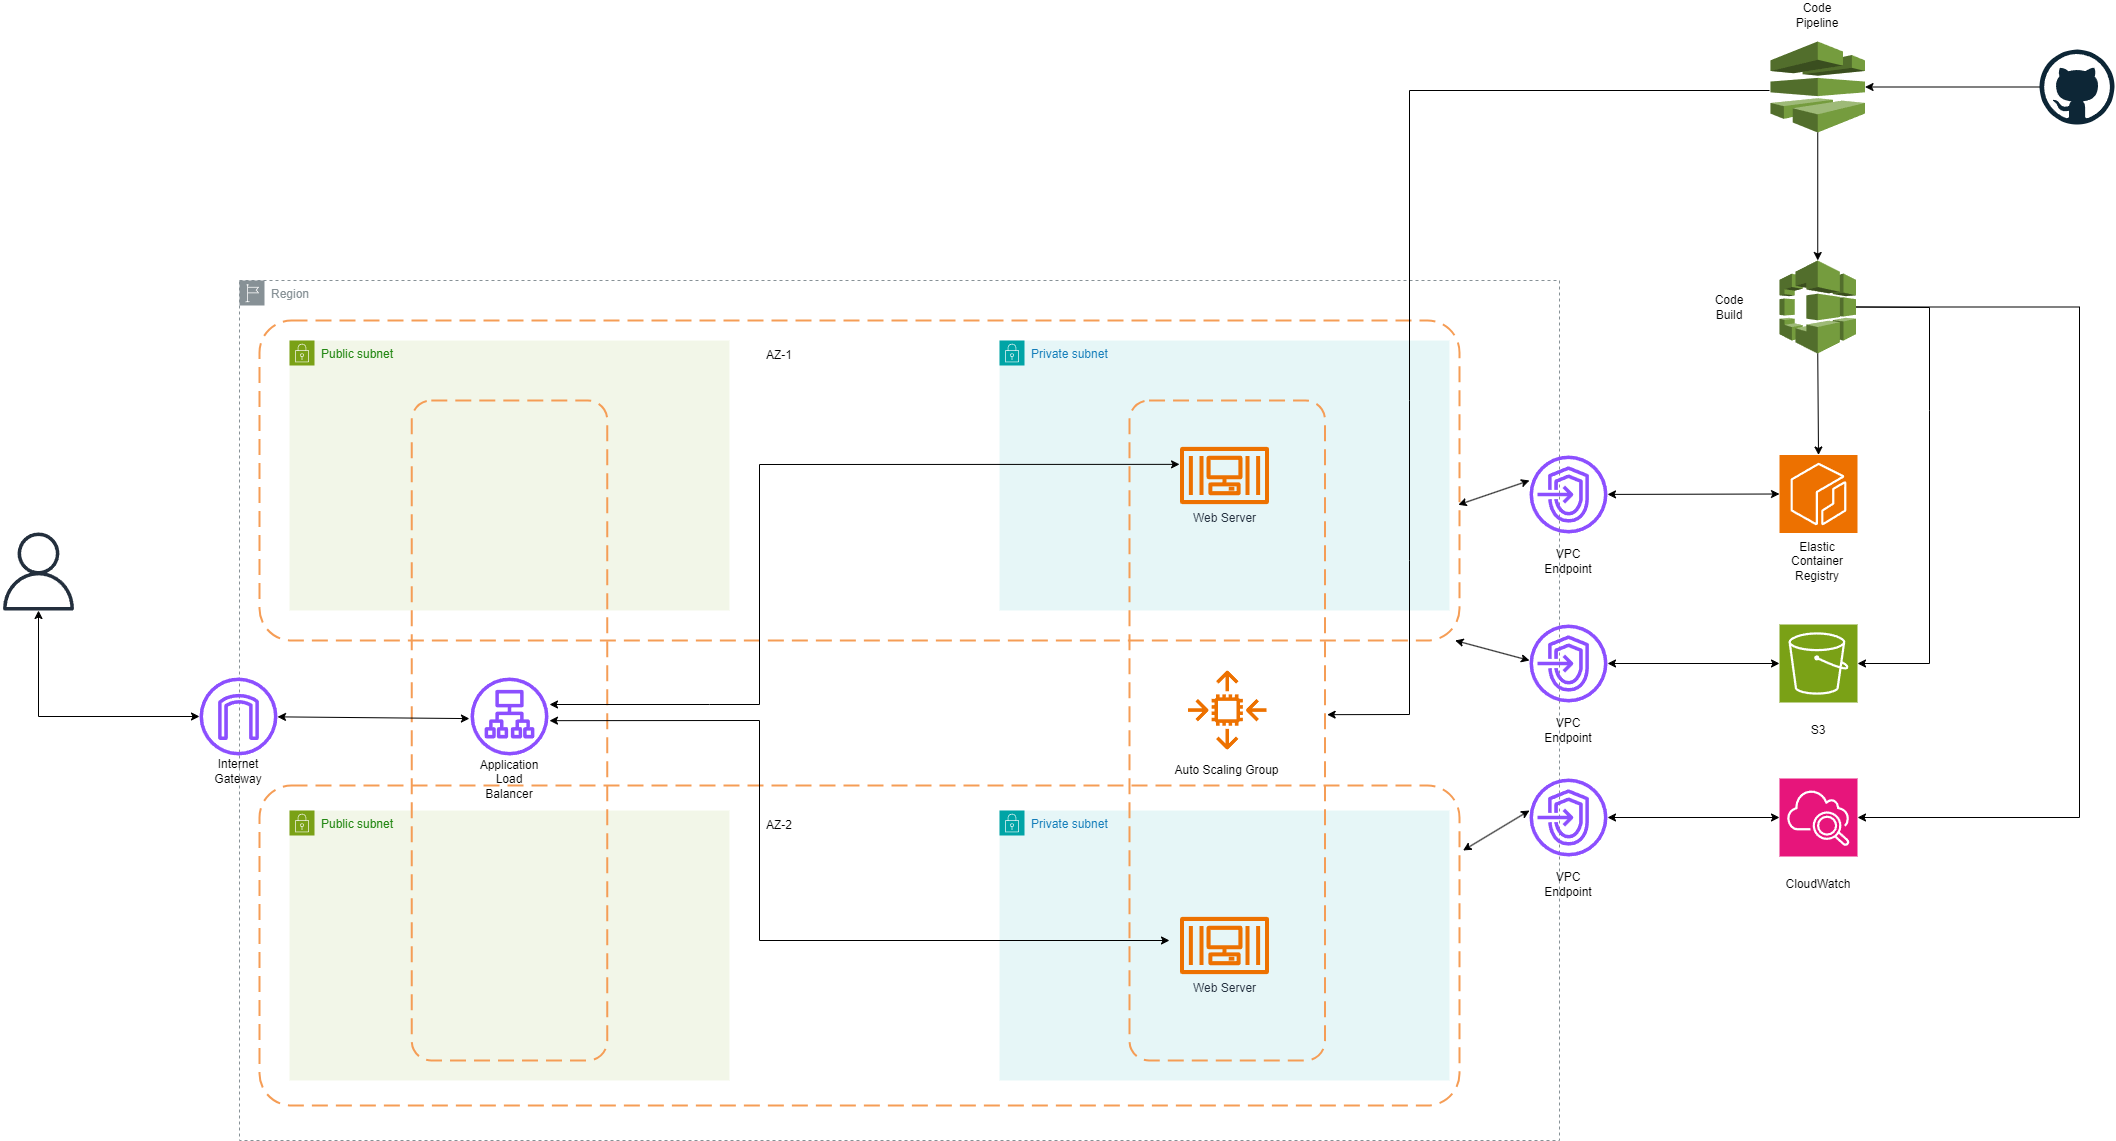 Code
Pipeline
Region
Code
Build
Public subnet
AZ-1
Private subnet
Web Server
VPC
Endpoint
Elastic
Container
Registry
VPC
Endpoint
S3
Internet
Gateway
Application
Load
Balancer
Auto Scaling Group
Public subnet
AZ-2
Private subnet
VPC
Endpoint
CloudWatch
Web Server